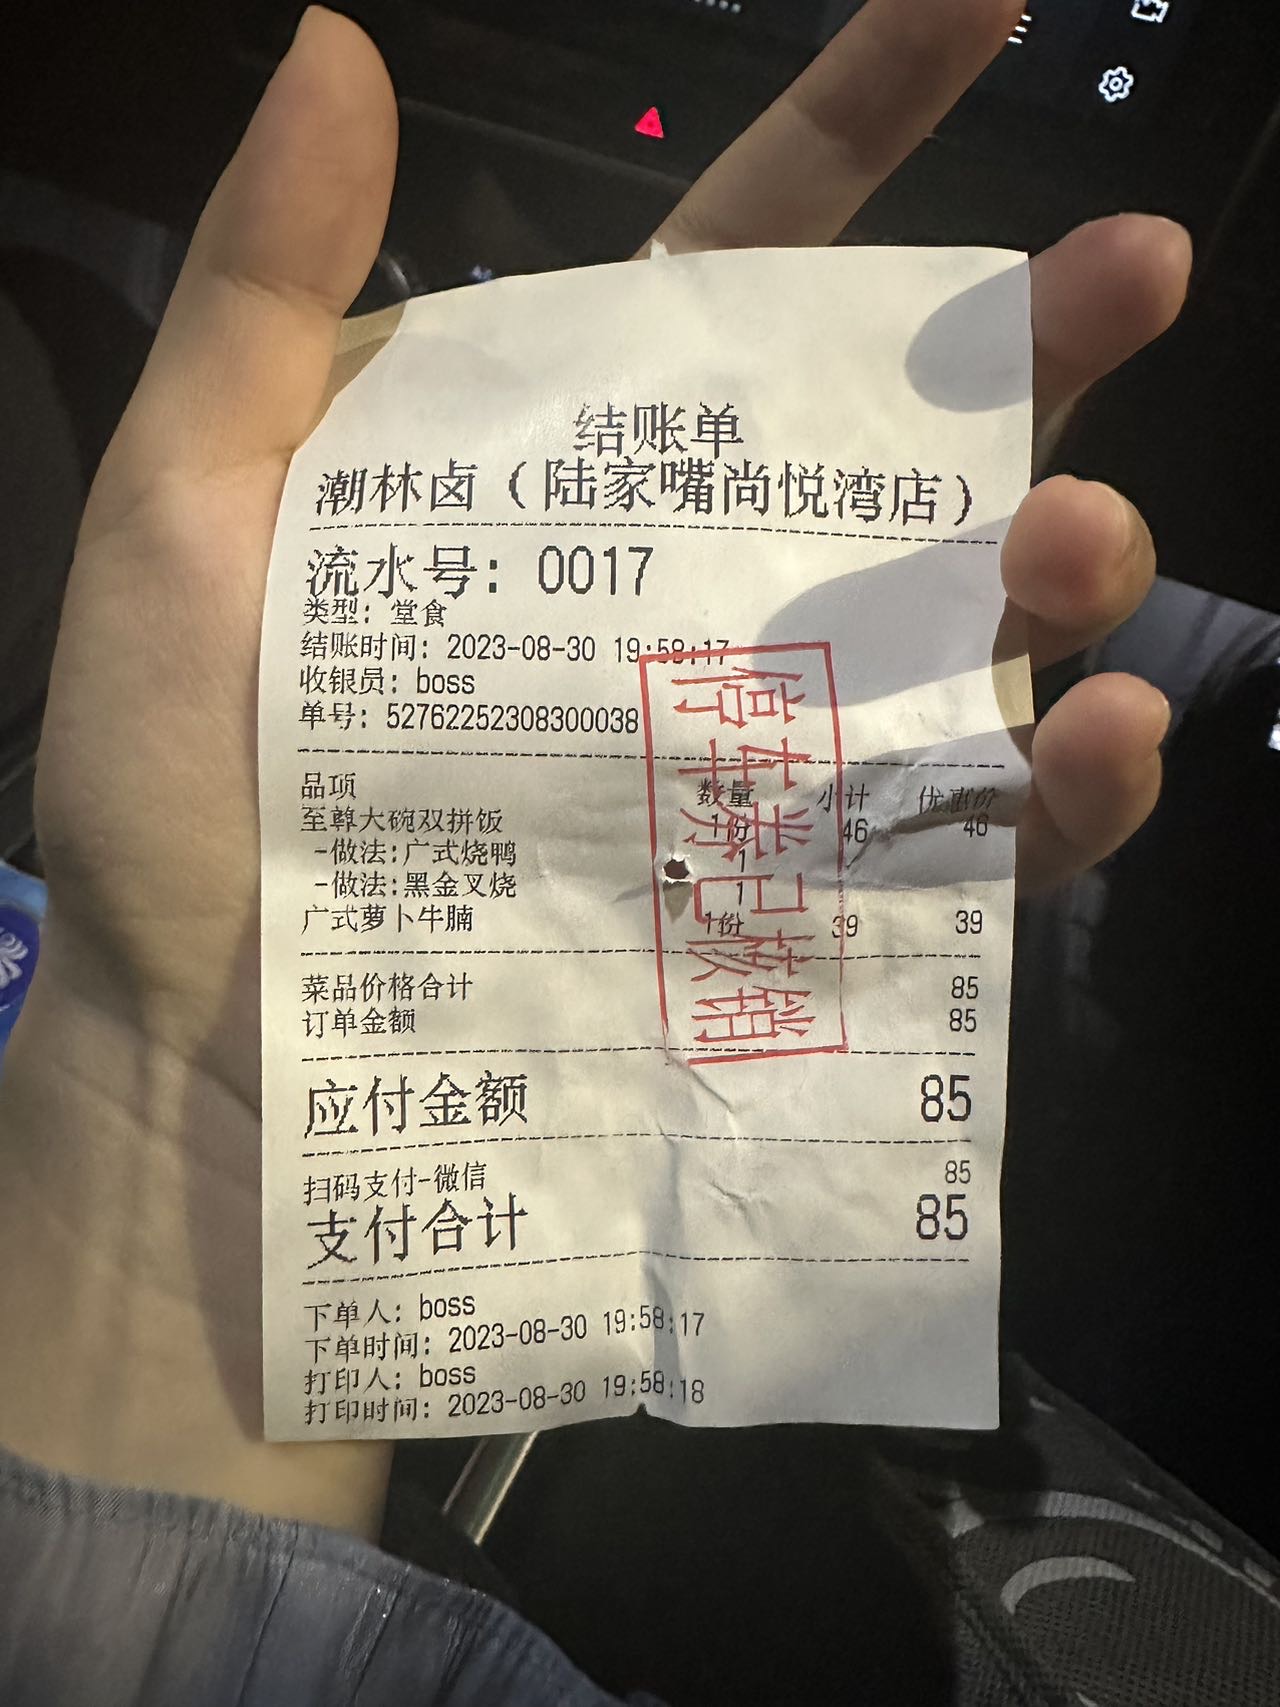 结账单
潮林卤（陆家嘴尚悦湾店）
流水号：0017
类型：堂食
结账时间：2023-08-30 19:58:17
收银员：boss
单号：52762252308300038
品项 数量 小计 优惠价
至尊大碗双拼饭 1份 46 46
-做法:广式烧鸭 1
-做法:黑金叉烧 1
广式萝卜牛腩 1份 39 39
菜品价格合计 85
订单金额 85
应付金额 85
扫码支付-微信 85
支付合计 85
下单人：boss
下单时间：2023-08-30 19:58:17
打印人：boss
打印时间：2023-08-30 19:58:18
停车券已核销